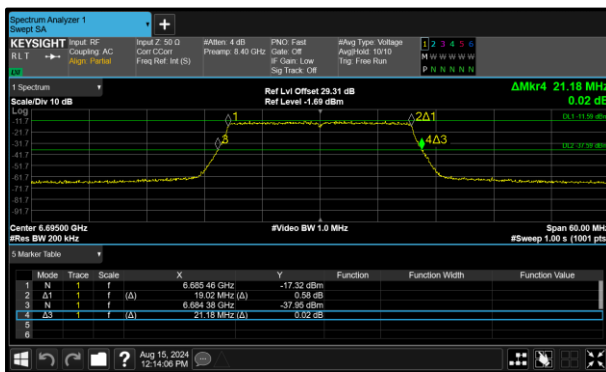 Spectrum Analyzer 1
Swept SA
+
KEYSIGHT Input: RF Input Z: 50 Ω #Atten: 4 dB PNO: Fast #Avg Type: Voltage 1 2 3 4 5 6
RLT Coupling: AC Corr CCorr Preamp: 8.40 GHz Gate: Off Avg|Hold: 10/10 M W W W W W
Align: Partial Freq Ref: Int (S) IF Gain: Low Trig: Free Run P N N N N N
Sig Track: Off
1 Spectrum Ref Lvl Offset 29.31 dB ΔMkr4 21.18 MHz
Scale/Div 10 dB Ref Level -1.69 dBm 0.02 dB
Log
-11.7 DL1 -11.59 dBm
1 2Δ1
-21.7
-31.7
3 4Δ3
DL2 -37.59 dBm
-41.7
-51.7
-61.7
-71.7
-81.7
-91.7
Center 6.69500 GHz #Video BW 1.0 MHz Span 60.00 MHz
#Res BW 200 kHz #Sweep 1.00 s (1001 pts)
5 Marker Table
Mode Trace Scale X Y Function Function Width Function Value
1 N 1 f 6.685 46 GHz -17.32 dBm
2 Δ1 1 f (Δ) 19.02 MHz (Δ) 0.58 dB
3 N 1 f 6.684 38 GHz -37.95 dBm
4 Δ3 1 f (Δ) 21.18 MHz (Δ) 0.02 dB
5
6
? Aug 15, 2024
12:14:06 PM